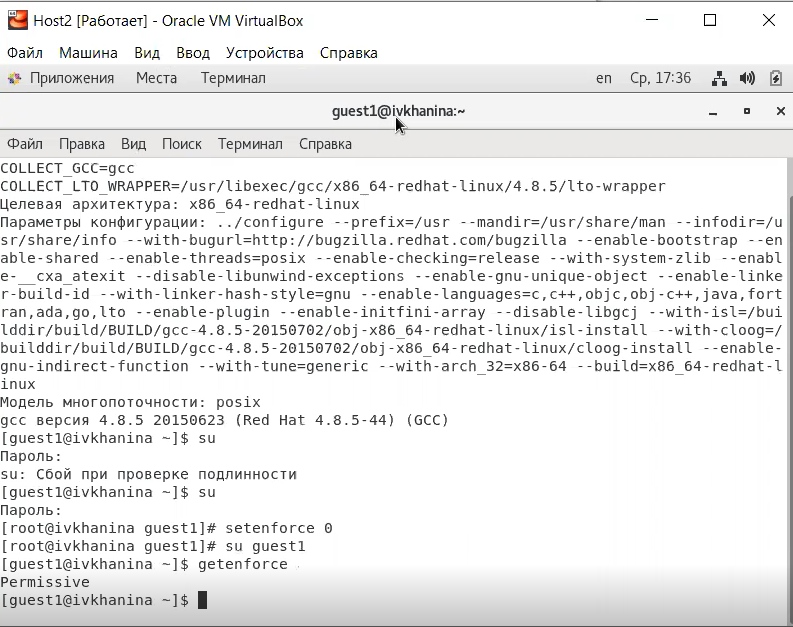 Host2 [Работает] - Oracle VM VirtualBox
Файл Машина Вид Ввод Устройства Справка
Приложения Места Терминал en Ср, 17:36
guest1@ivkhanina:~
Файл Правка Вид Поиск Терминал Справка
COLLECT_GCC=gcc
COLLECT_LTO_WRAPPER=/usr/libexec/gcc/x86_64-redhat-linux/4.8.5/lto-wrapper
Целевая архитектура: x86_64-redhat-linux
Параметры конфигурации: ../configure --prefix=/usr --mandir=/usr/share/man --infodir=/u
sr/share/info --with-bugurl=http://bugzilla.redhat.com/bugzilla --enable-bootstrap --en
able-shared --enable-threads=posix --enable-checking=release --with-system-zlib --enabl
e-__cxa_atexit --disable-libunwind-exceptions --enable-gnu-unique-object --enable-linke
r-build-id --with-linker-hash-style=gnu --enable-languages=c,c++,objc,obj-c++,java,fort
ran,ada,go,lto --enable-plugin --enable-initfini-array --disable-libgcj --with-isl=/bui
lddir/build/BUILD/gcc-4.8.5-20150702/obj-x86_64-redhat-linux/isl-install --with-cloog=/
builddir/build/BUILD/gcc-4.8.5-20150702/obj-x86_64-redhat-linux/cloog-install --enable-
gnu-indirect-function --with-tune=generic --with-arch_32=x86-64 --build=x86_64-redhat-l
inux
Модель многопоточности: posix
gcc версия 4.8.5 20150623 (Red Hat 4.8.5-44) (GCC)
[guest1@ivkhanina ~]$ su
Пароль:
su: Сбой при проверке подлинности
[guest1@ivkhanina ~]$ su
Пароль:
[root@ivkhanina guest1]# setenforce 0
[root@ivkhanina guest1]# su guest1
[guest1@ivkhanina ~]$ getenforce
Permissive
[guest1@ivkhanina ~]$